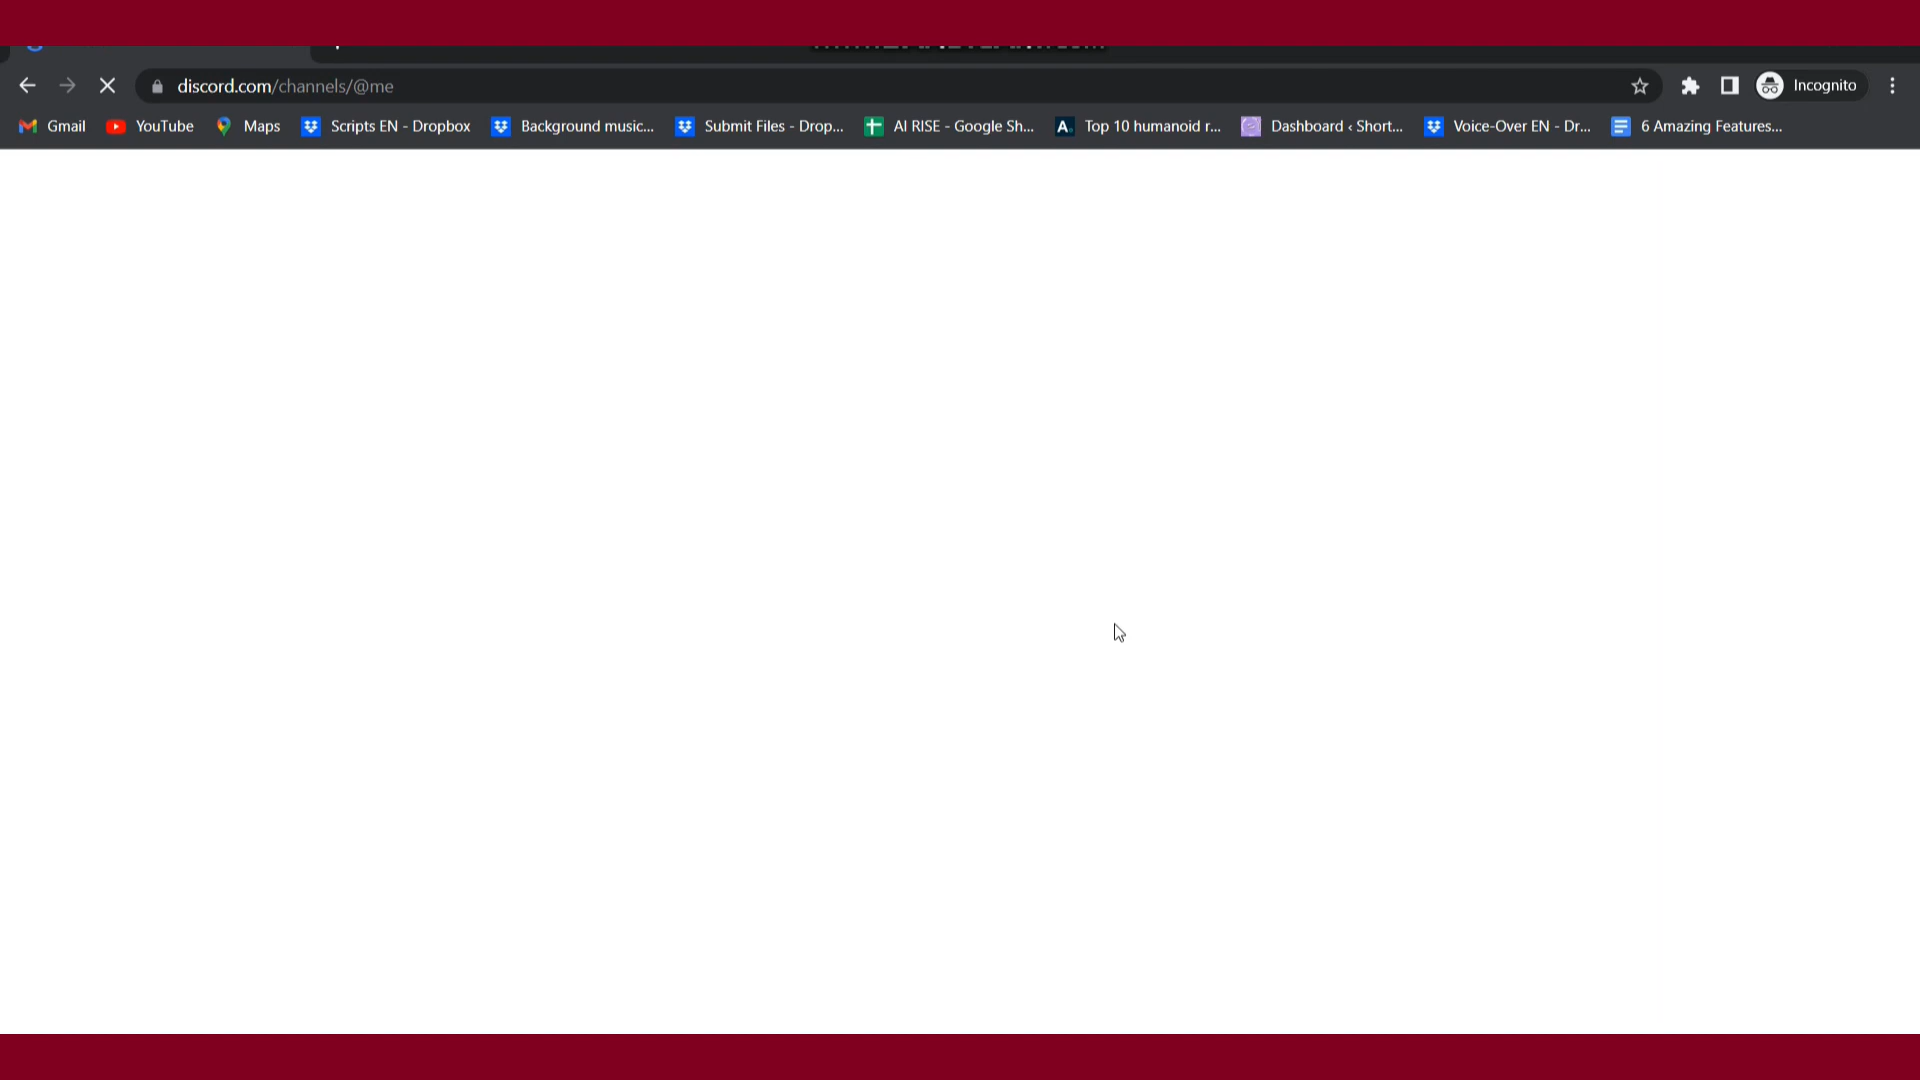 discord.com/channels/@me
Incognito
Gmail YouTube Maps Scripts EN - Dropbox Background music... Submit Files - Drop... AI RISE - Google Sh... Top 10 humanoid r... Dashboard ‹ Short... Voice-Over EN - Dr... 6 Amazing Features...